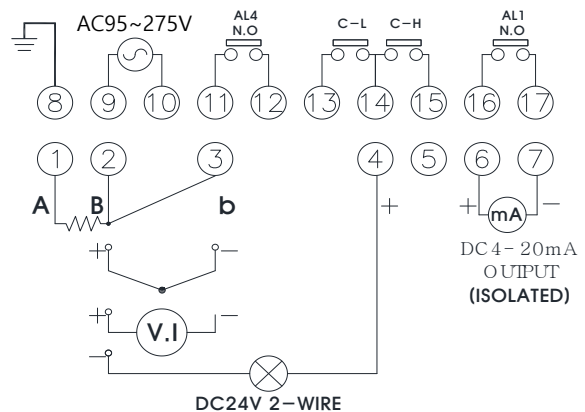 AC95~275V
AL4
N.O
C-L
C-H
AL1
N.O
8
9
10
11
12
13
14
15
16
17
1
2
3
4
5
6
7
A
B
b
+
+
mA
−
DC4-20mA
OUTPUT
(ISOLATED)
+
−
+
V.I
−
−
DC24V 2-WIRE